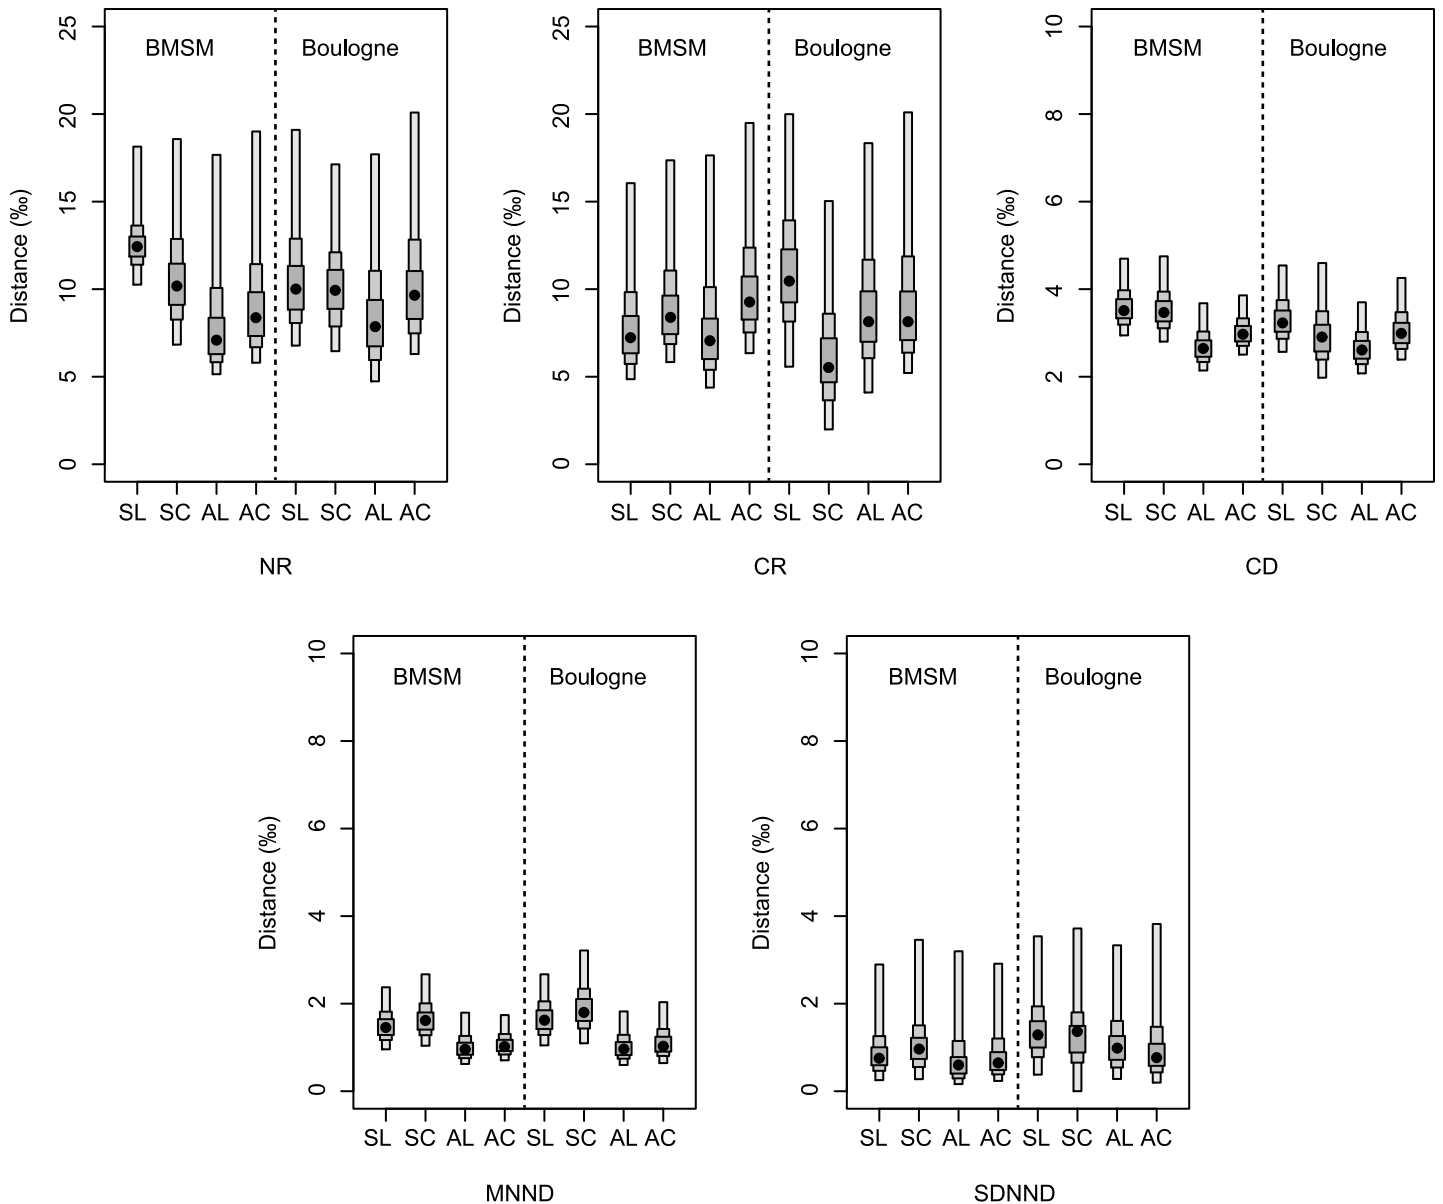 BMSM Boulogne
Distance (‰)
0 5 10 15 20 25
SL SC AL AC SL SC AL AC
NR
BMSM Boulogne
Distance (‰)
0 5 10 15 20 25
SL SC AL AC SL SC AL AC
CR
BMSM Boulogne
Distance (‰)
0 2 4 6 8 10
SL SC AL AC SL SC AL AC
CD
BMSM Boulogne
Distance (‰)
0 2 4 6 8 10
SL SC AL AC SL SC AL AC
MNND
BMSM Boulogne
Distance (‰)
0 2 4 6 8 10
SL SC AL AC SL SC AL AC
SDNND